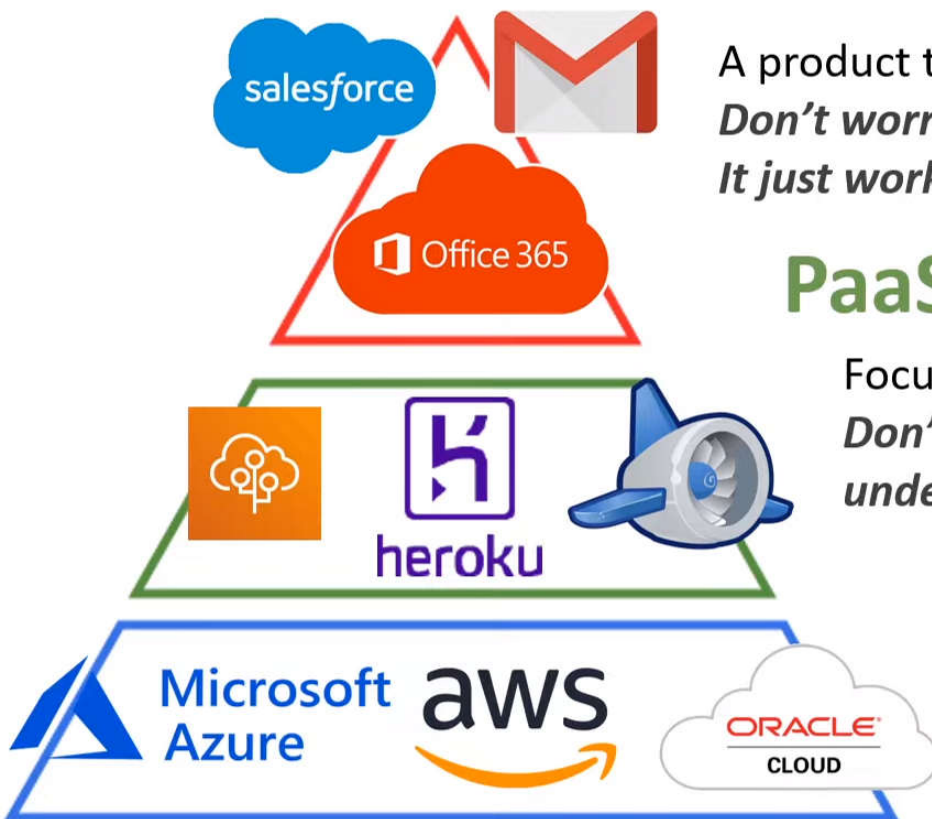 salesforce
A product t
Don't worr
It just work
Office 365
PaaS
Focu
Don'
unde
heroku
Microsoft
Azure
aws
ORACLE
CLOUD